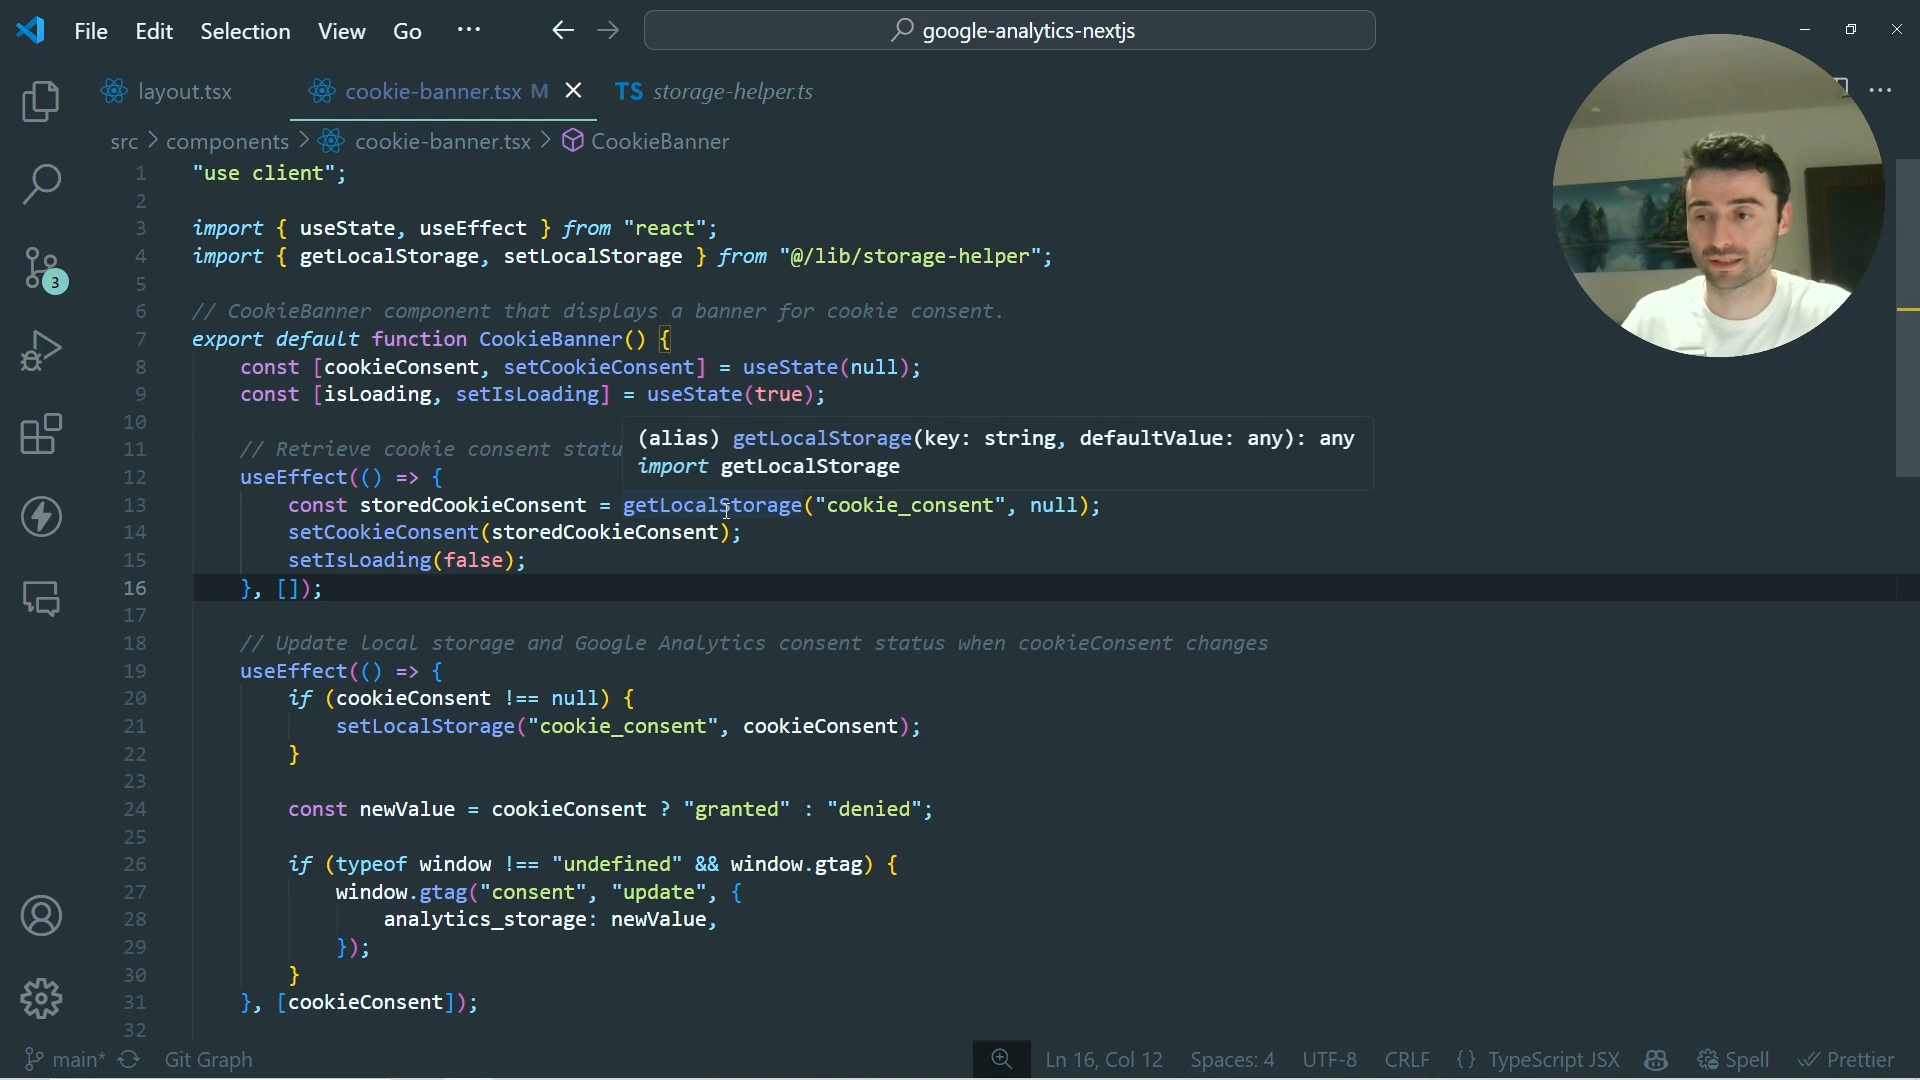 File Edit Selection View Go ··· google-analytics-nextjs
layout.tsx cookie-banner.tsx M TS storage-helper.ts
src > components > cookie-banner.tsx > CookieBanner
1 "use client";
2
3 import { useState, useEffect } from "react";
4 import { getLocalStorage, setLocalStorage } from "@/lib/storage-helper";
5
6 // CookieBanner component that displays a banner for cookie consent.
7 export default function CookieBanner() {
8 const [cookieConsent, setCookieConsent] = useState(null);
9 const [isLoading, setIsLoading] = useState(true);
10
(alias) getLocalStorage(key: string, defaultValue: any): any
import getLocalStorage
11 // Retrieve cookie consent statu
12 useEffect(() => {
13 const storedCookieConsent = getLocalStorage("cookie_consent", null);
14 setCookieConsent(storedCookieConsent);
15 setIsLoading(false);
16 }, []);
17
18 // Update local storage and Google Analytics consent status when cookieConsent changes
19 useEffect(() => {
20 if (cookieConsent !== null) {
21 setLocalStorage("cookie_consent", cookieConsent);
22 }
23
24 const newValue = cookieConsent ? "granted" : "denied";
25
26 if (typeof window !== "undefined" && window.gtag) {
27 window.gtag("consent", "update", {
28 analytics_storage: newValue,
29 });
30 }
31 }, [cookieConsent]);
32
3
main* Git Graph Ln 16, Col 12 Spaces: 4 UTF-8 CRLF {} TypeScript JSX Spell Prettier